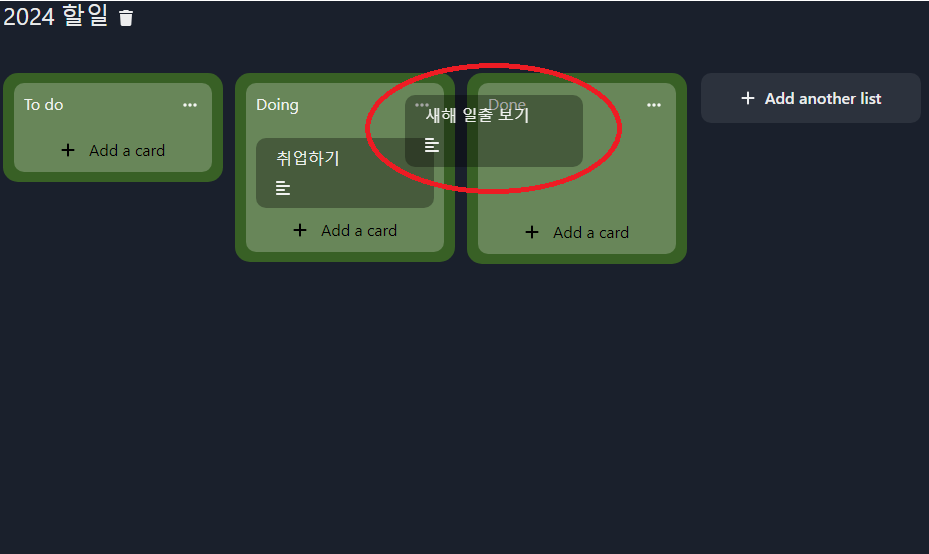 2024 할일
To do
Add a card
Doing
취업하기
Add a card
Done
새해 일출 보기
Add a card
Add another list